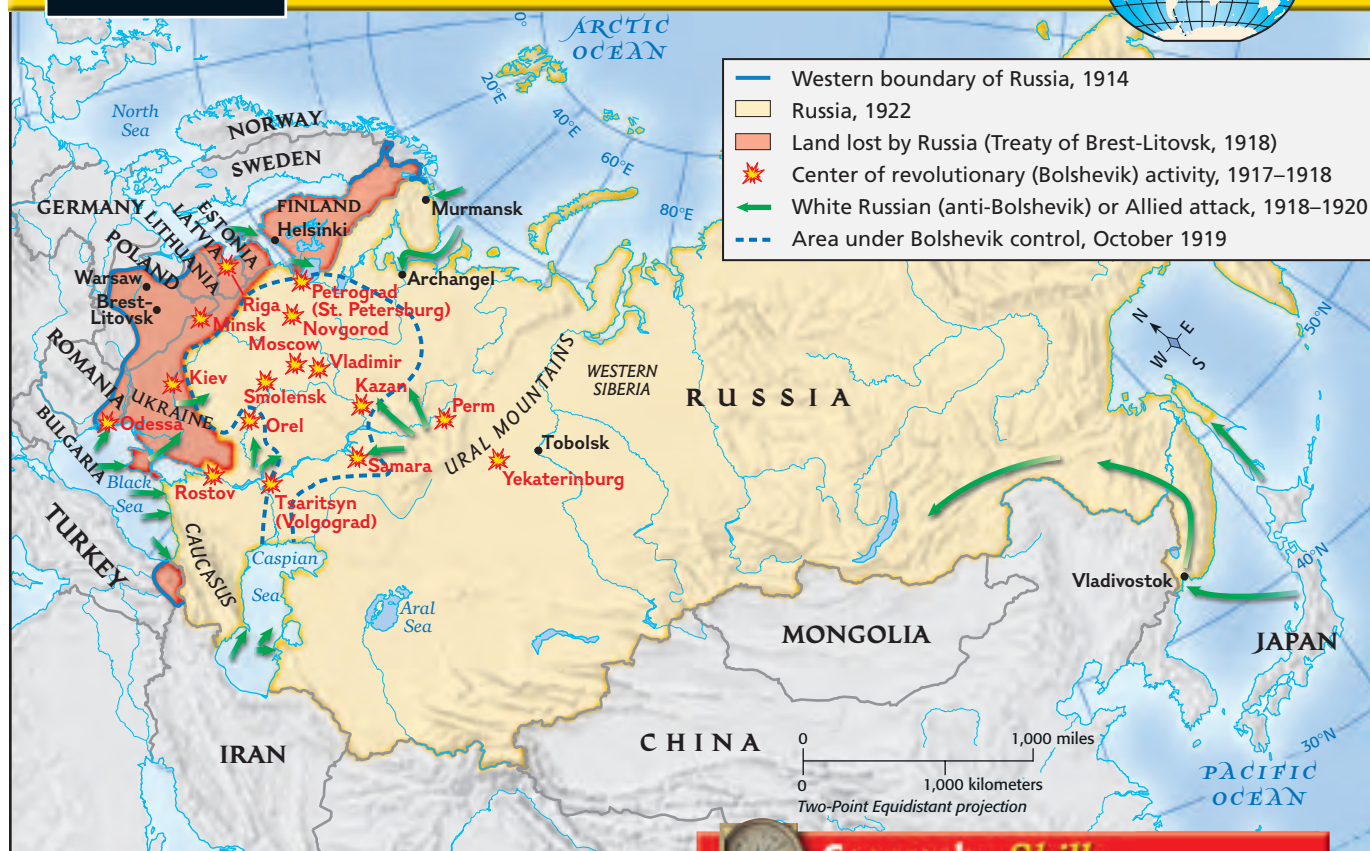 ARCTIC
OCEAN
0°
20°E
40°E
60°E
80°E
Western boundary of Russia, 1914
Russia, 1922
Land lost by Russia (Treaty of Brest-Litovsk, 1918)
Center of revolutionary (Bolshevik) activity, 1917–1918
White Russian (anti-Bolshevik) or Allied attack, 1918–1920
Area under Bolshevik control, October 1919
North
Sea
NORWAY
SWEDEN
GERMANY
FINLAND
Helsinki
ESTONIA
LATVIA
LITHUANIA
POLAND
Warsaw
Brest-
Litovsk
Murmansk
Archangel
Riga
Petrograd
(St. Petersburg)
Minsk
Novgorod
Moscow
Vladimir
Kiev
Smolensk
Kazan
Perm
ROMANIA
UKRAINE
Odessa
Orel
Samara
BULGARIA
Black
Sea
Rostov
Tsaritsyn
(Volgograd)
URAL MOUNTAINS
WESTERN
SIBERIA
RUSSIA
Tobolsk
Yekaterinburg
TURKEY
CAUCASUS
Caspian
Sea
Aral
Sea
IRAN
N
E
W
S
50°N
40°N
30°N
Vladivostok
MONGOLIA
JAPAN
CHINA
0
1,000 miles
0
1,000 kilometers
Two-Point Equidistant projection
PACIFIC
OCEAN